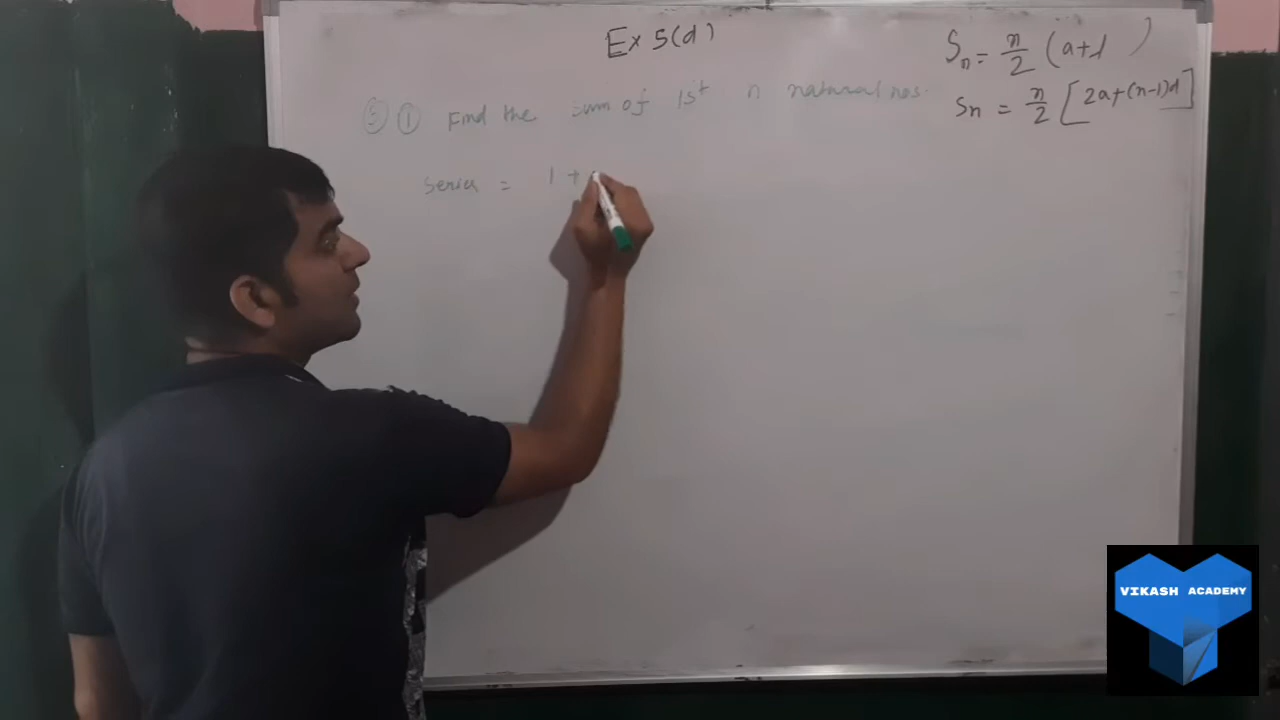 Ex 5(d)
Sn = n/2 (a+l )
Sn = n/2 [2a+(n-1)d]
(5) (1) Find the sum of 1st n natural nos.
Series = 1 +
VIKASH ACADEMY